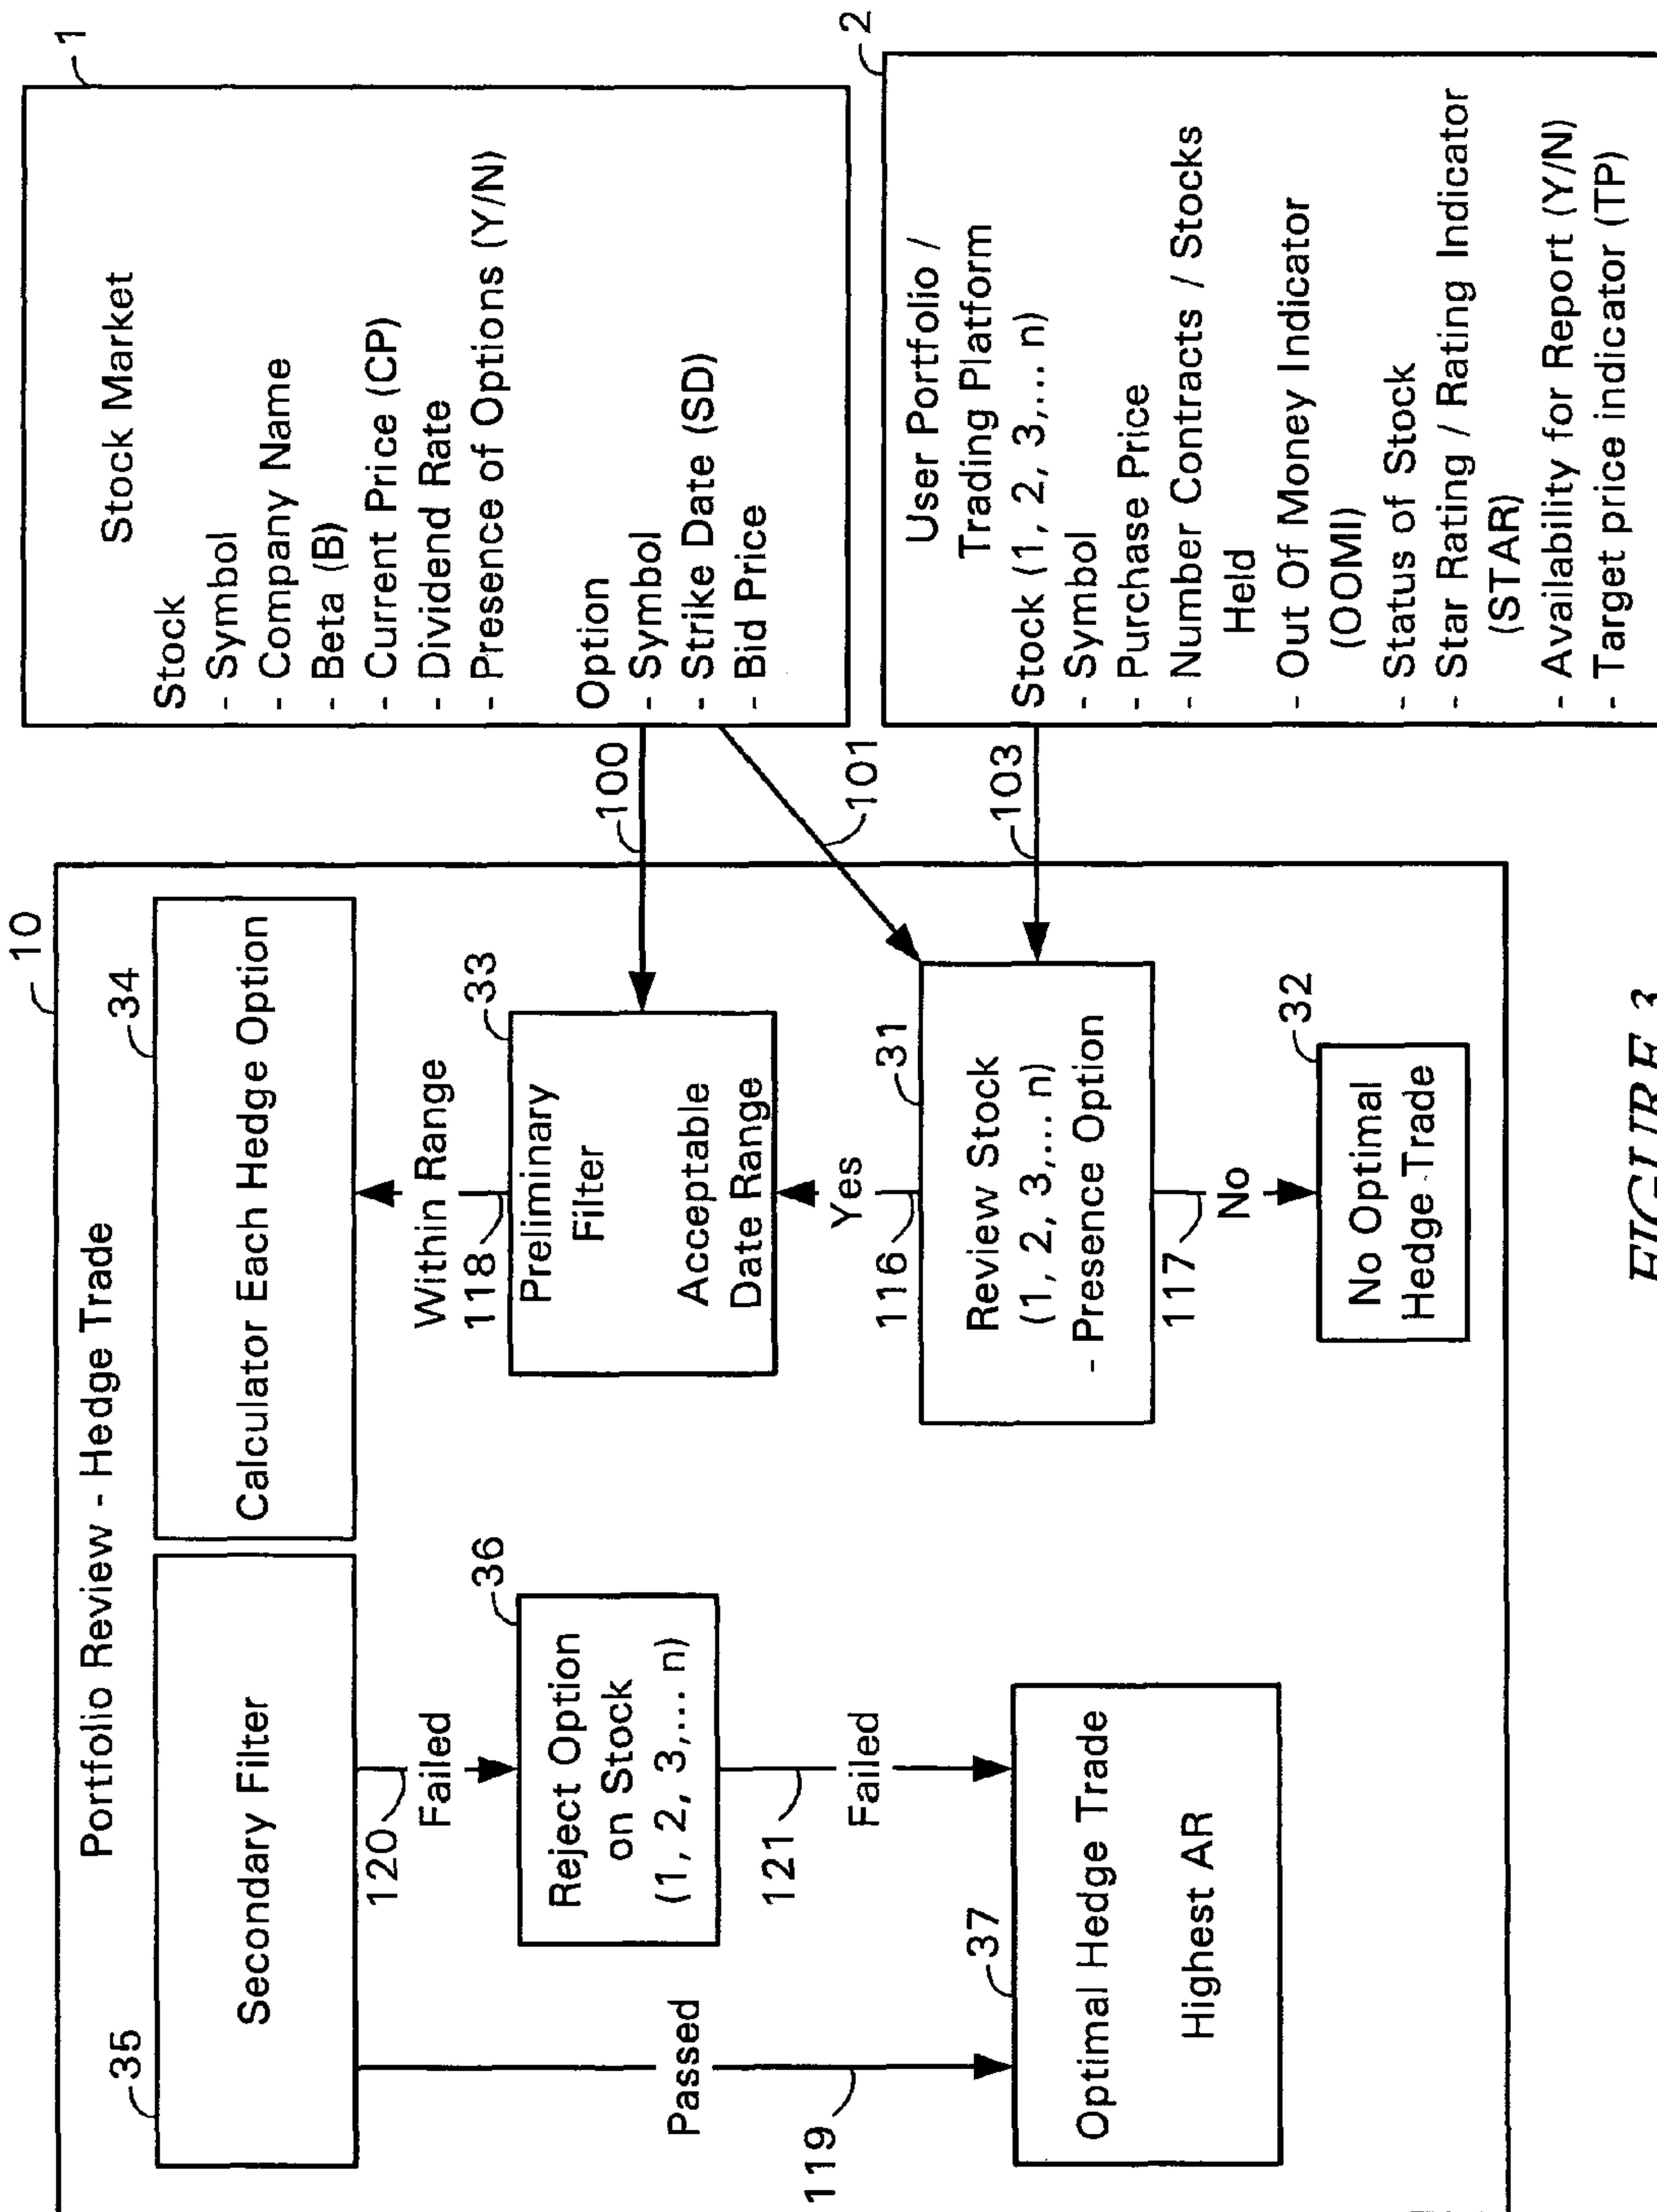 10
Portfolio Review - Hedge Trade
35
Secondary Filter
34
Calculator Each Hedge Option
120
Failed
Within Range
118
36
Reject Option
on Stock
(1, 2, 3,... n)
33
Preliminary
Filter
Acceptable
Date Range
Passed
119
121
Failed
116
Yes
31
Review Stock
(1, 2, 3,... n)
- Presence Option
37
Optimal Hedge Trade
Highest AR
117
No
32
No Optimal
Hedge Trade
100
101
103
1
Stock Market
Stock
- Symbol
- Company Name
- Beta (B)
- Current Price (CP)
- Dividend Rate
- Presence of Options (Y/N)
Option
- Symbol
- Strike Date (SD)
- Bid Price
2
User Portfolio /
Trading Platform
Stock (1, 2, 3,... n)
- Symbol
- Purchase Price
- Number Contracts / Stocks
Held
- Out Of Money Indicator
(OOMI)
- Status of Stock
- Star Rating / Rating Indicator
(STAR)
- Availability for Report (Y/N)
- Target price indicator (TP)
FIGURE 3